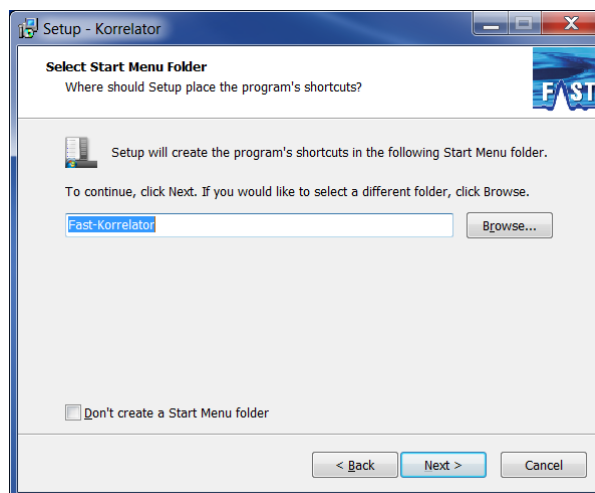 Setup - Korrelator
Select Start Menu Folder
Where should Setup place the program's shortcuts?
FAST
Setup will create the program's shortcuts in the following Start Menu folder.
To continue, click Next. If you would like to select a different folder, click Browse.
Fast-Korrelator
Browse...
Don't create a Start Menu folder
< Back
Next >
Cancel